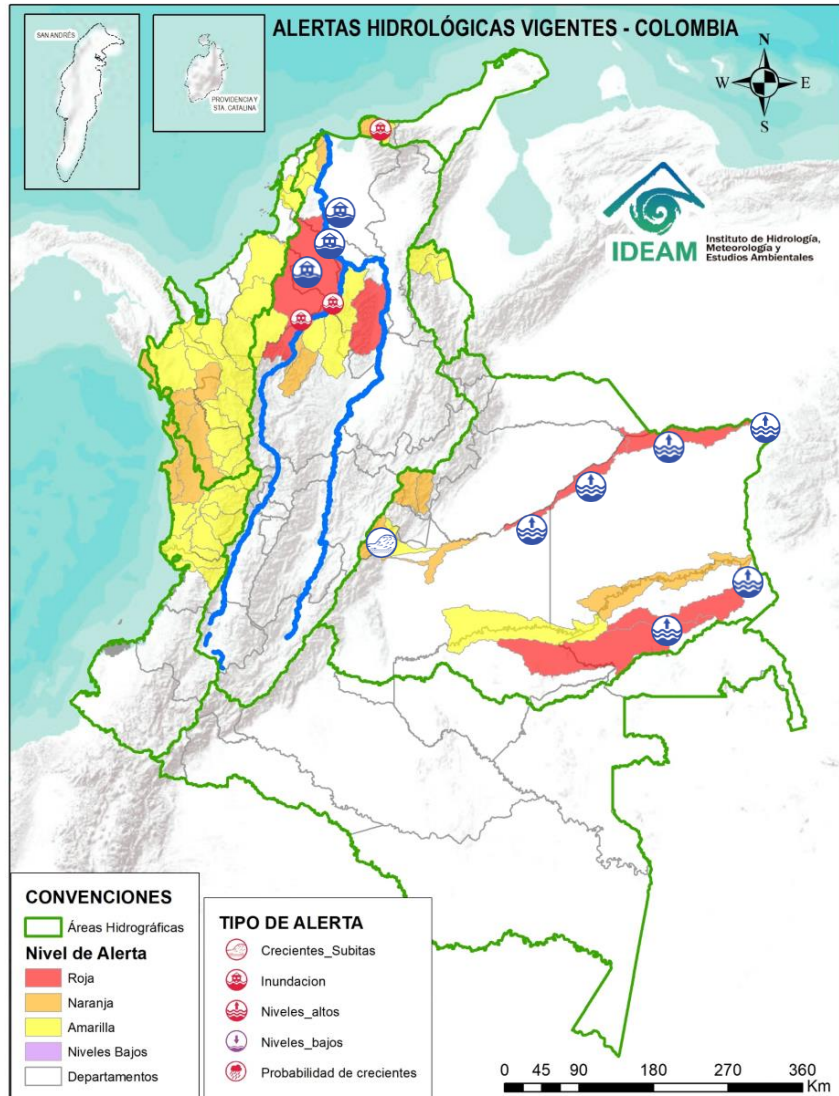 ALERTAS HIDROLÓGICAS VIGENTES - COLOMBIA
SAN ANDRÉS
PROVIDENCIA Y
STA. CATALINA
N
W
E
S
IDEAM
Instituto de Hidrología,
Meteorología y
Estudios Ambientales
CONVENCIONES
Áreas Hidrográficas
Nivel de Alerta
Roja
Naranja
Amarilla
Niveles Bajos
Departamentos
TIPO DE ALERTA
Crecientes_Subitas
Inundacion
Niveles_altos
Niveles_bajos
Probabilidad de crecientes
0 45 90 180 270 360
Km